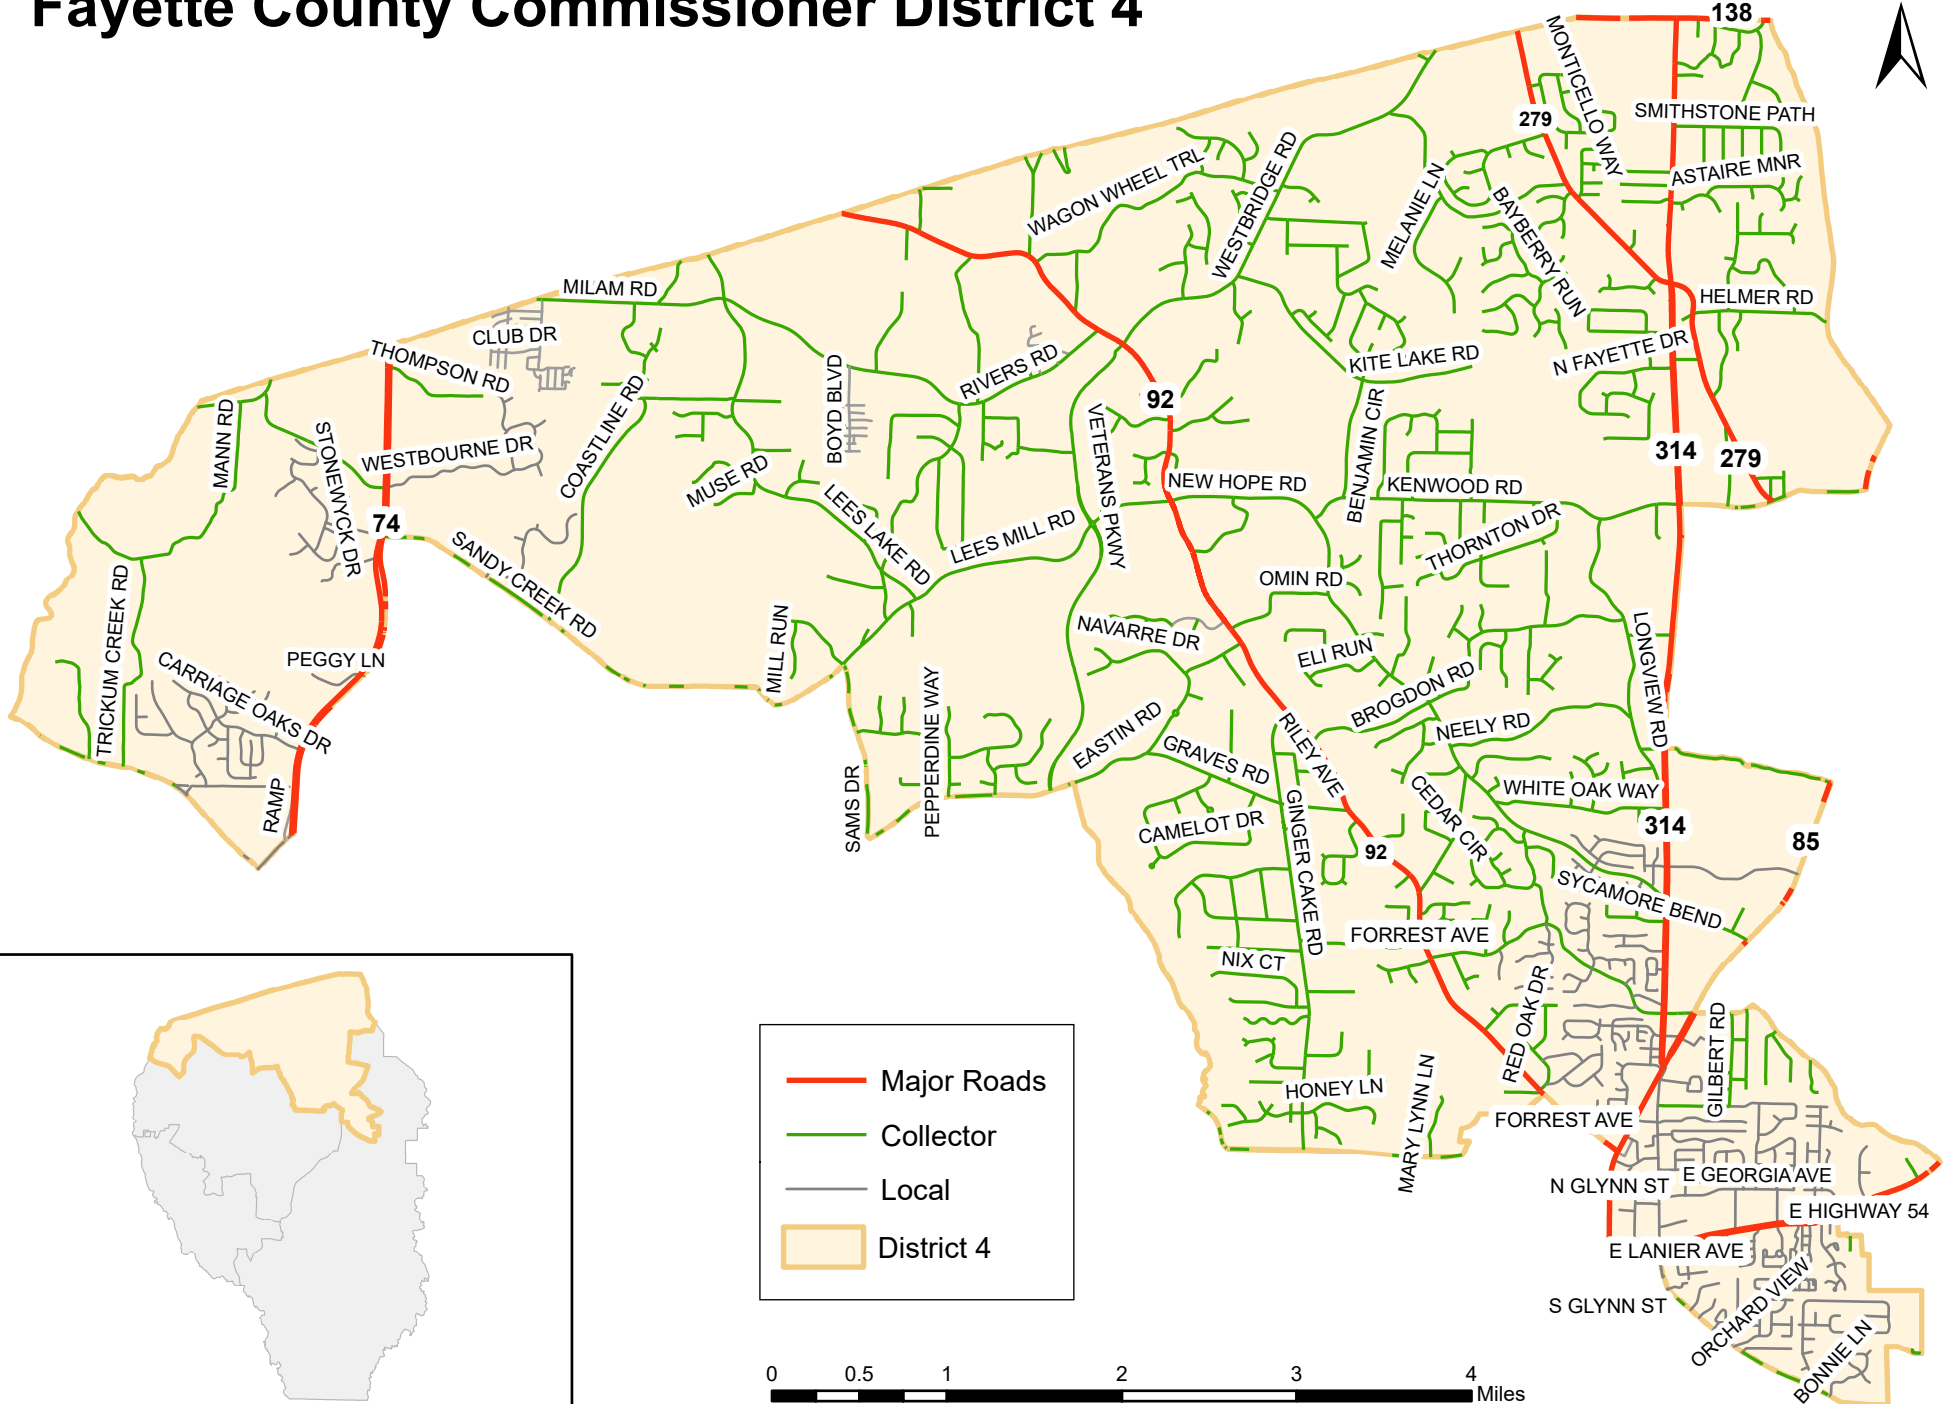 Fayette County Commissioner District 4
138
MONTICELLO WAY
279
SMITHSTONE PATH
ASTAIRE MNR
WAGON WHEEL TRL
WESTBRIDGE RD
MELANIE LN
BAYBERRY RUN
MILAM RD
HELMER RD
CLUB DR
THOMPSON RD
N FAYETTE DR
KITE LAKE RD
RIVERS RD
BOYD BLVD
COASTLINE RD
92
MANN RD
STONEWYCK DR
WESTBOURNE DR
VETERANS PKWY
BENJAMIN CIR
314
279
MUSE RD
NEW HOPE RD
KENWOOD RD
74
LEES LAKE RD
LEES MILL RD
THORNTON DR
SANDY CREEK RD
OMIN RD
TRICKUM CREEK RD
MILL RUN
NAVARRE DR
ELI RUN
LONGVIEW RD
PEGGY LN
CARRIAGE OAKS DR
BROGDON RD
PEPPERDINE WAY
EASTIN RD
RILEY AVE
NEELY RD
GRAVES RD
RAMP
SAMS DR
CEDAR CIR
WHITE OAK WAY
CAMELOT DR
GINGER CAKE RD
314
85
92
SYCAMORE BEND
FORREST AVE
NIX CT
RED OAK DR
GILBERT RD
HONEY LN
MARY LYNN LN
FORREST AVE
E GEORGIA AVE
N GLYNN ST
E HIGHWAY 54
E LANIER AVE
S GLYNN ST
ORCHARD VIEW
BONNIE LN
Major Roads
Collector
Local
District 4
0 0.5 1 2 3 4
Miles